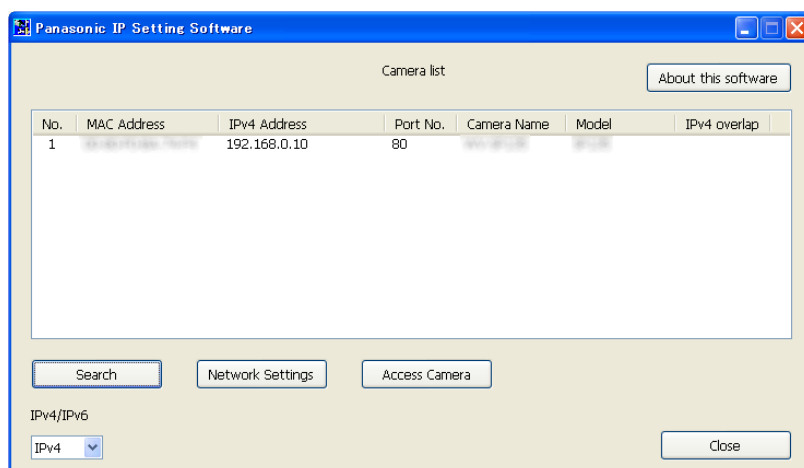 Panasonic IP Setting Software
Camera list
About this software
No. MAC Address IPv4 Address Port No. Camera Name Model IPv4 overlap
1 192.168.0.10 80
Search Network Settings Access Camera
IPv4/IPv6
IPv4
Close